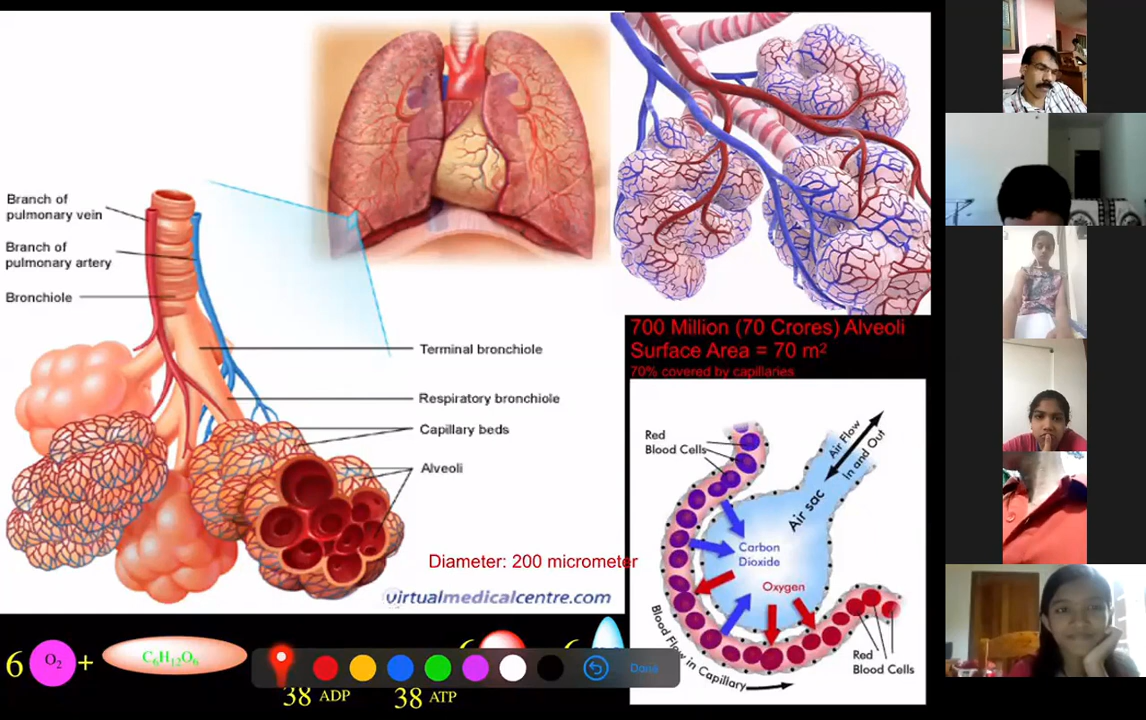 Branch of
pulmonary vein
Branch of
pulmonary artery
Bronchiole
Terminal bronchiole
Respiratory bronchiole
Capillary beds
Alveoli
Diameter: 200 micrometer
virtualmedicalcentre.com
700 Million (70 Crores) Alveoli
Surface Area = 70 m²
70% covered by capillaries
Red
Blood Cells
Air Flow
In and Out
Air sac
Carbon
Dioxide
Oxygen
Blood Flow in Capillary
Red
Blood Cells
6 O₂ + C₆H₁₂O₆
38 ADP 38 ATP
Done